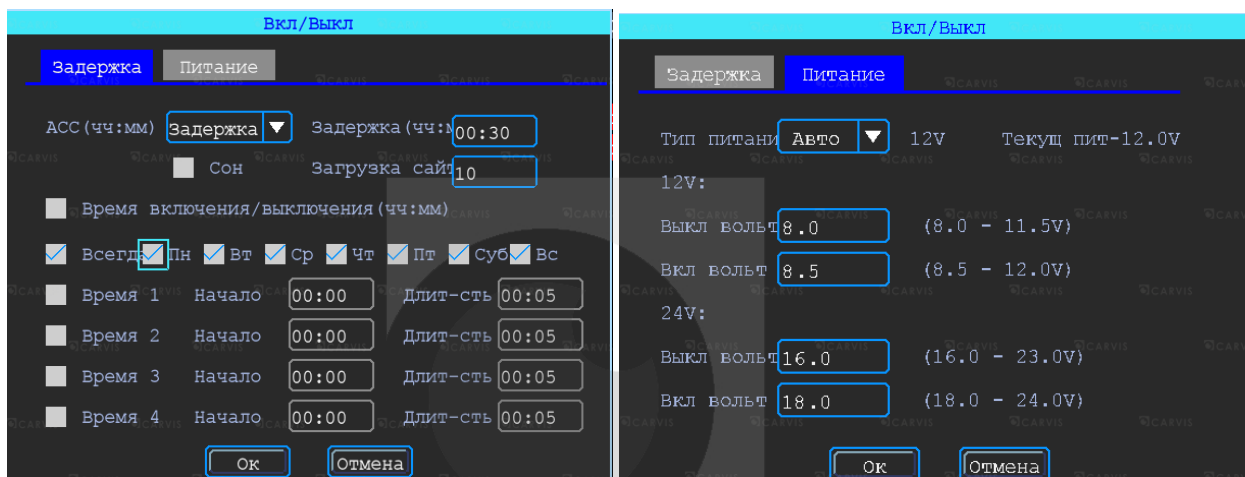 Вкл/Выкл
Задержка Питание
ACC(чч:мм) Задержка Задержка(чч: 00:30
Сон Загрузка сайт 10
Время включения/выключения(чч:мм)
Всегда Пн Вт Ср Чт Пт Суб Вс
Время 1 Начало 00:00 Длит-сть 00:05
Время 2 Начало 00:00 Длит-сть 00:05
Время 3 Начало 00:00 Длит-сть 00:05
Время 4 Начало 00:00 Длит-сть 00:05
Ок Отмена
Вкл/Выкл
Задержка Питание
Тип питани Авто 12V Текущ пит-12.0V
12V:
Выкл вольт 8.0 (8.0 - 11.5V)
Вкл вольт 8.5 (8.5 - 12.0V)
24V:
Выкл вольт 16.0 (16.0 - 23.0V)
Вкл вольт 18.0 (18.0 - 24.0V)
Ок Отмена
CARVIS